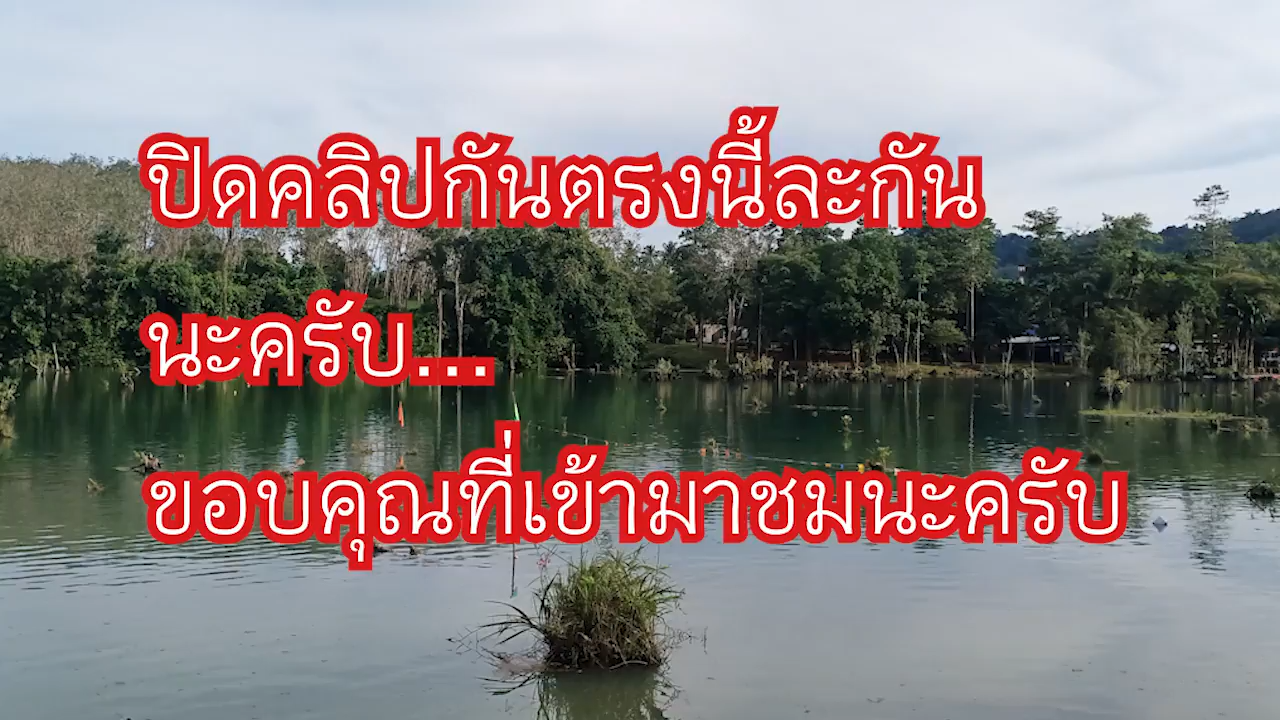 ปิดคลิปกันตรงนี้ละกัน
นะครับ...
ขอบคุณที่เข้ามาชมนะครับ